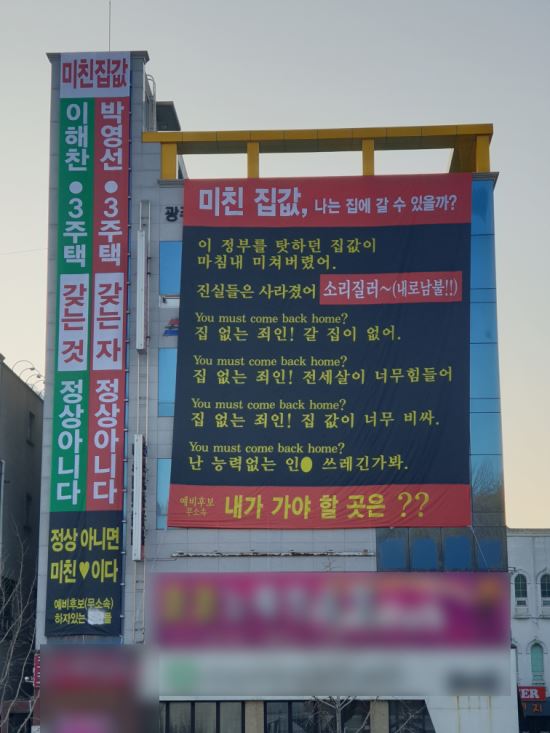 미친집값
박영선●3주택 갖는 자 정상아니다
이해찬●3주택 갖는 것 정상아니다
정상 아니면
미친♥이다
예비후보(무소속)
하지있는
광
미친 집값, 나는 집에 갈 수 있을까?
이 정부를 탓하던 집값이
마침내 미쳐버렸어.
진실들은 사라졌어 소리질러~(내로남불!!)
You must come back home?
집 없는 죄인! 갈 집이 없어.
You must come back home?
집 없는 죄인! 전세살이 너무힘들어
You must come back home?
집 없는 죄인! 집 값이 너무 비싸.
You must come back home?
난 능력없는 인● 쓰레긴가봐.
예비후보
무소속
내가 가야 할 곳은 ??